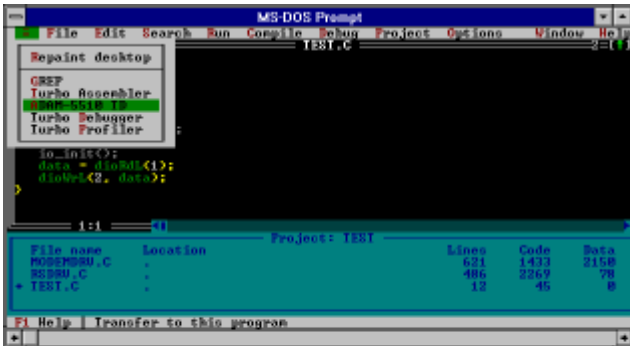 MS-DOS Prompt
File Edit Search Run Compile Debug Project Options Window Help
TEST.C 2=[↑]
Repaint desktop
GREP
Turbo Assembler
ADAM-5510 TD
Turbo Debugger
Turbo Profiler
;
io_init();
data = dioRdL(1);
dioWrL(2, data);
}
1:1
Project: TEST
File name Location Lines Code Data
MODEMDRV.C . 621 1433 2150
RSDRV.C . 486 2269 78
• TEST.C . 12 45 0
F1 Help | Transfer to this program